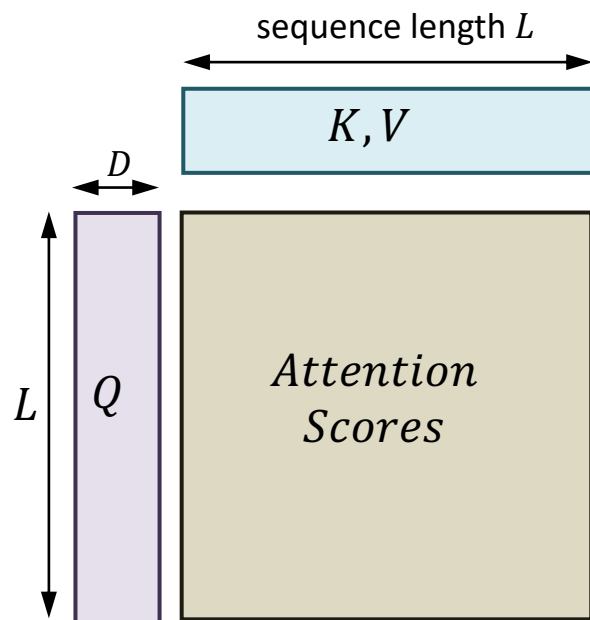 sequence length L
K, V
D
L
Q
Attention
Scores